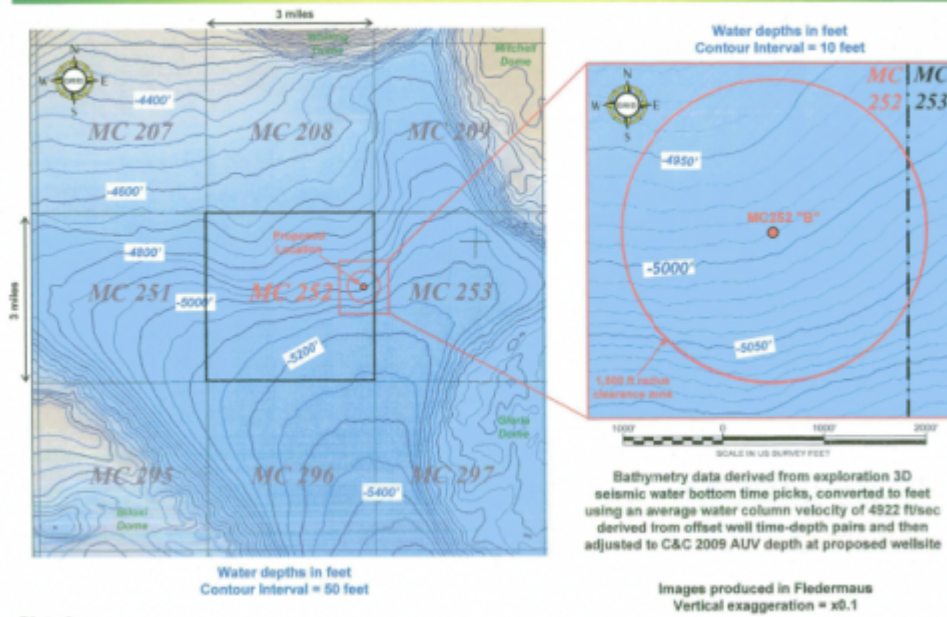 3 miles
Water depths in feet
Contour Interval = 10 feet
Mitchell
Dome
N
W E
S
-4400'
MC 207
MC 208
MC 209
-4600'
3 miles
-4800'
Proposed
Location
MC 251
-5000'
MC 252
MC 253
-5200'
Gloria
Dome
MC 295
MC 296
MC 297
Dome
-5400'
Water depths in feet
Contour Interval = 50 feet
N
W E
S
MC MC
252 253
-4950'
MC252 "B"
-5000'
-5050'
radius
clearance zone
1000' 0 1000' 2000'
SCALE IN US SURVEY FEET
Bathymetry data derived from exploration 3D
seismic water bottom time picks, converted to feet
using an average water column velocity of 4922 ft/sec
derived from offset well time-depth pairs and then
adjusted to C&C 2009 AUV depth at proposed wellsite
Images produced in Fledermaus
Vertical exaggeration = x0.1